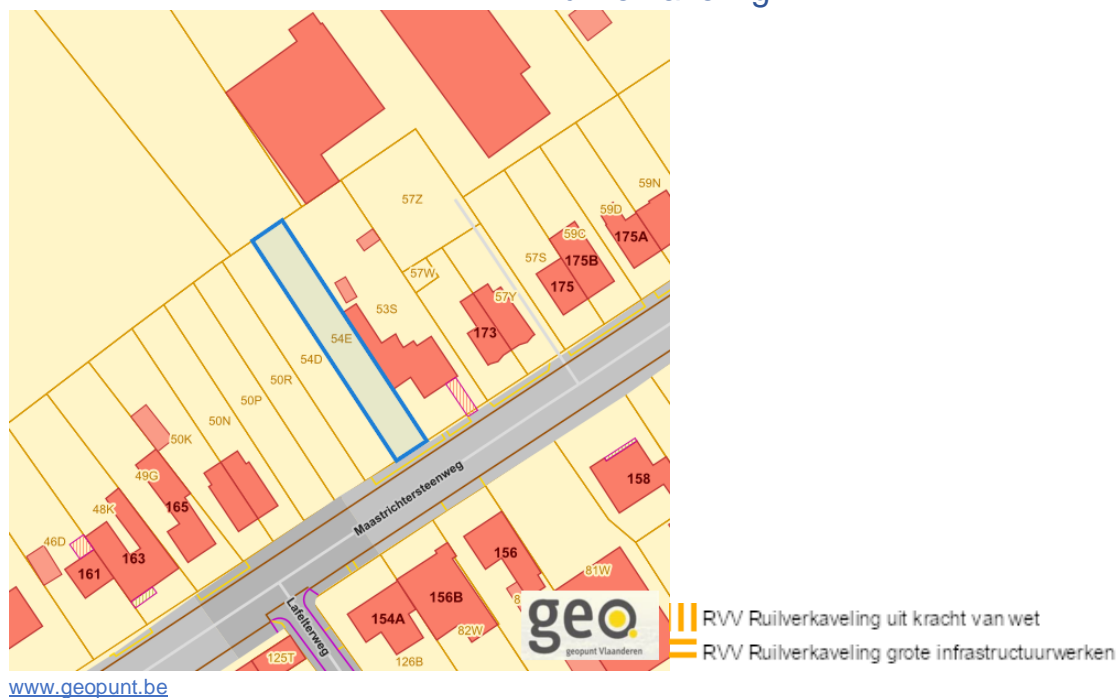 57Z
59N
59D
175A
59C
175B
57S
175
57W
57Y
53S
173
54E
54D
50R
50P
50N
50K
49G
165
48K
163
46D
161
Maastrichtersteenweg
158
156
81W
156B
154A
82W
126B
Lafelterweg
125T
geo.
geopunt Vlaanderen
RVV Ruilverkaveling uit kracht van wet
RVV Ruilverkaveling grote infrastructuurwerken
www.geopunt.be